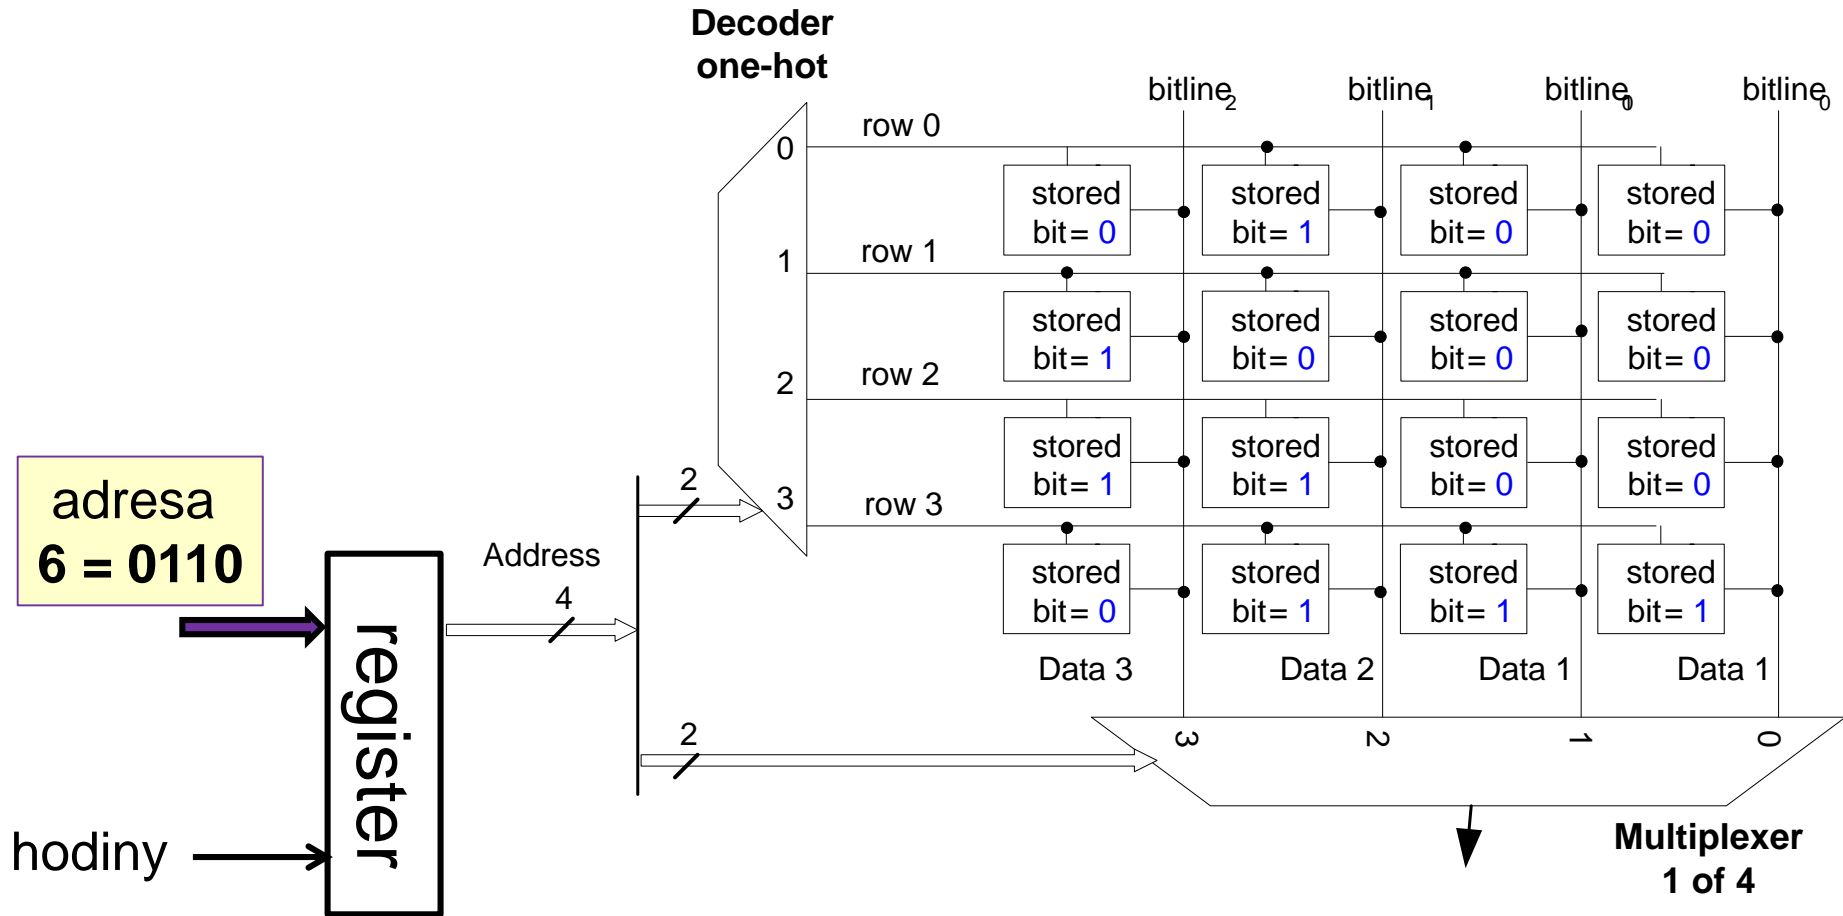 Decoder
one-hot
bitline2
bitline1
bitline0
bitline0
row 0
0
stored
bit= 0
stored
bit= 1
stored
bit= 0
stored
bit= 0
row 1
1
stored
bit= 1
stored
bit= 0
stored
bit= 0
stored
bit= 0
row 2
2
stored
bit= 1
stored
bit= 1
stored
bit= 0
stored
bit= 0
row 3
3
stored
bit= 0
stored
bit= 1
stored
bit= 1
stored
bit= 1
Data 3
Data 2
Data 1
Data 1
adresa
6 = 0110
register
hodiny
Address
4
2
2
3
2
1
0
Multiplexer
1 of 4